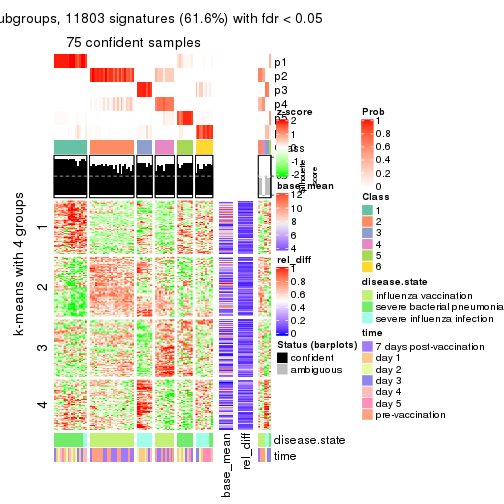 ubgroups, 11803 signatures (61.6%) with fdr < 0.05
75 confident samples
p1
p2
p3
p4
p5
z-score
2
1
0
-1
-2
Class
Silhouette
score
base_mean
12
10
8
6
4
rel_diff
1
0.8
0.6
0.4
0.2
0
Status (barplots)
confident
ambiguous
Prob
1
0.8
0.6
0.4
0.2
0
Class
1
2
3
4
5
6
disease.state
influenza vaccination
severe bacterial pneumonia
severe influenza infection
time
7 days post-vaccination
day 1
day 2
day 3
day 4
day 5
pre-vaccination
k-means with 4 groups
1
2
3
4
base_mean
rel_diff
disease.state
time